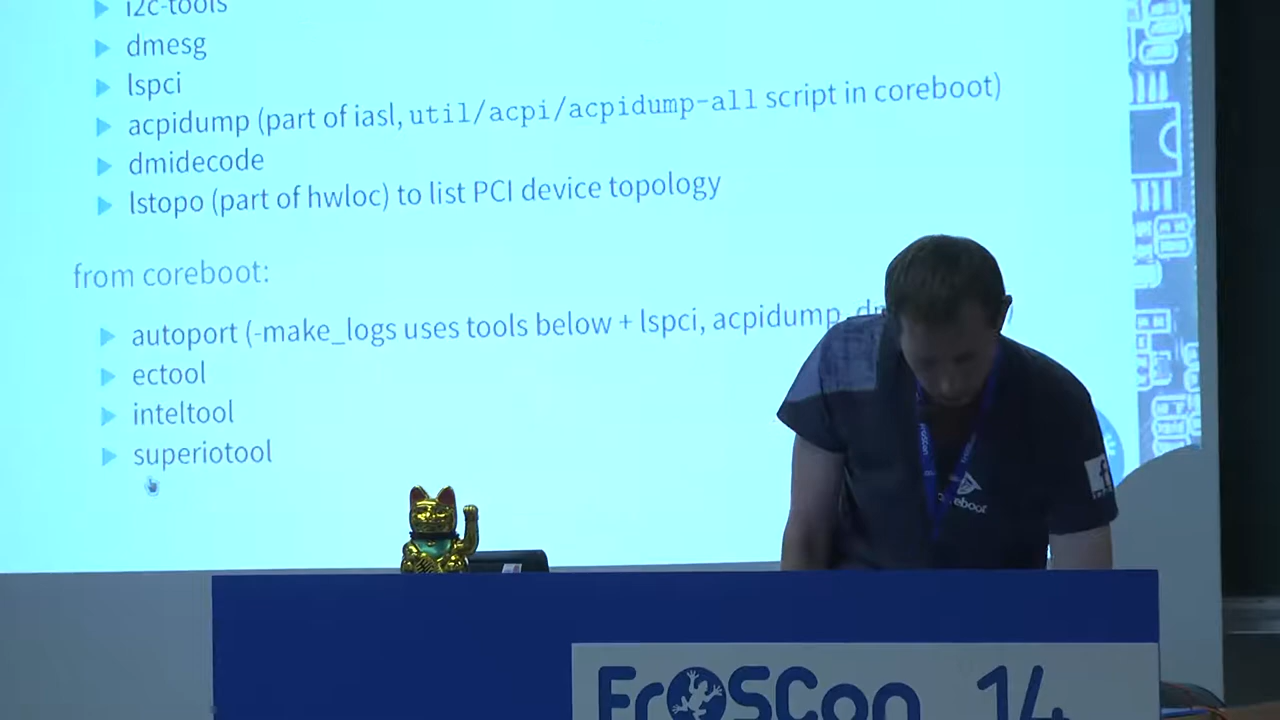 i2c-tools
dmesg
lspci
acpidump (part of iasl, util/acpi/acpidump-all script in coreboot)
dmidecode
lstopo (part of hwloc) to list PCI device topology
from coreboot:
autoport (-make_logs uses tools below + lspci, acpidump,
ectool
inteltool
superiotool
FrOSCon
FrOSCon 14